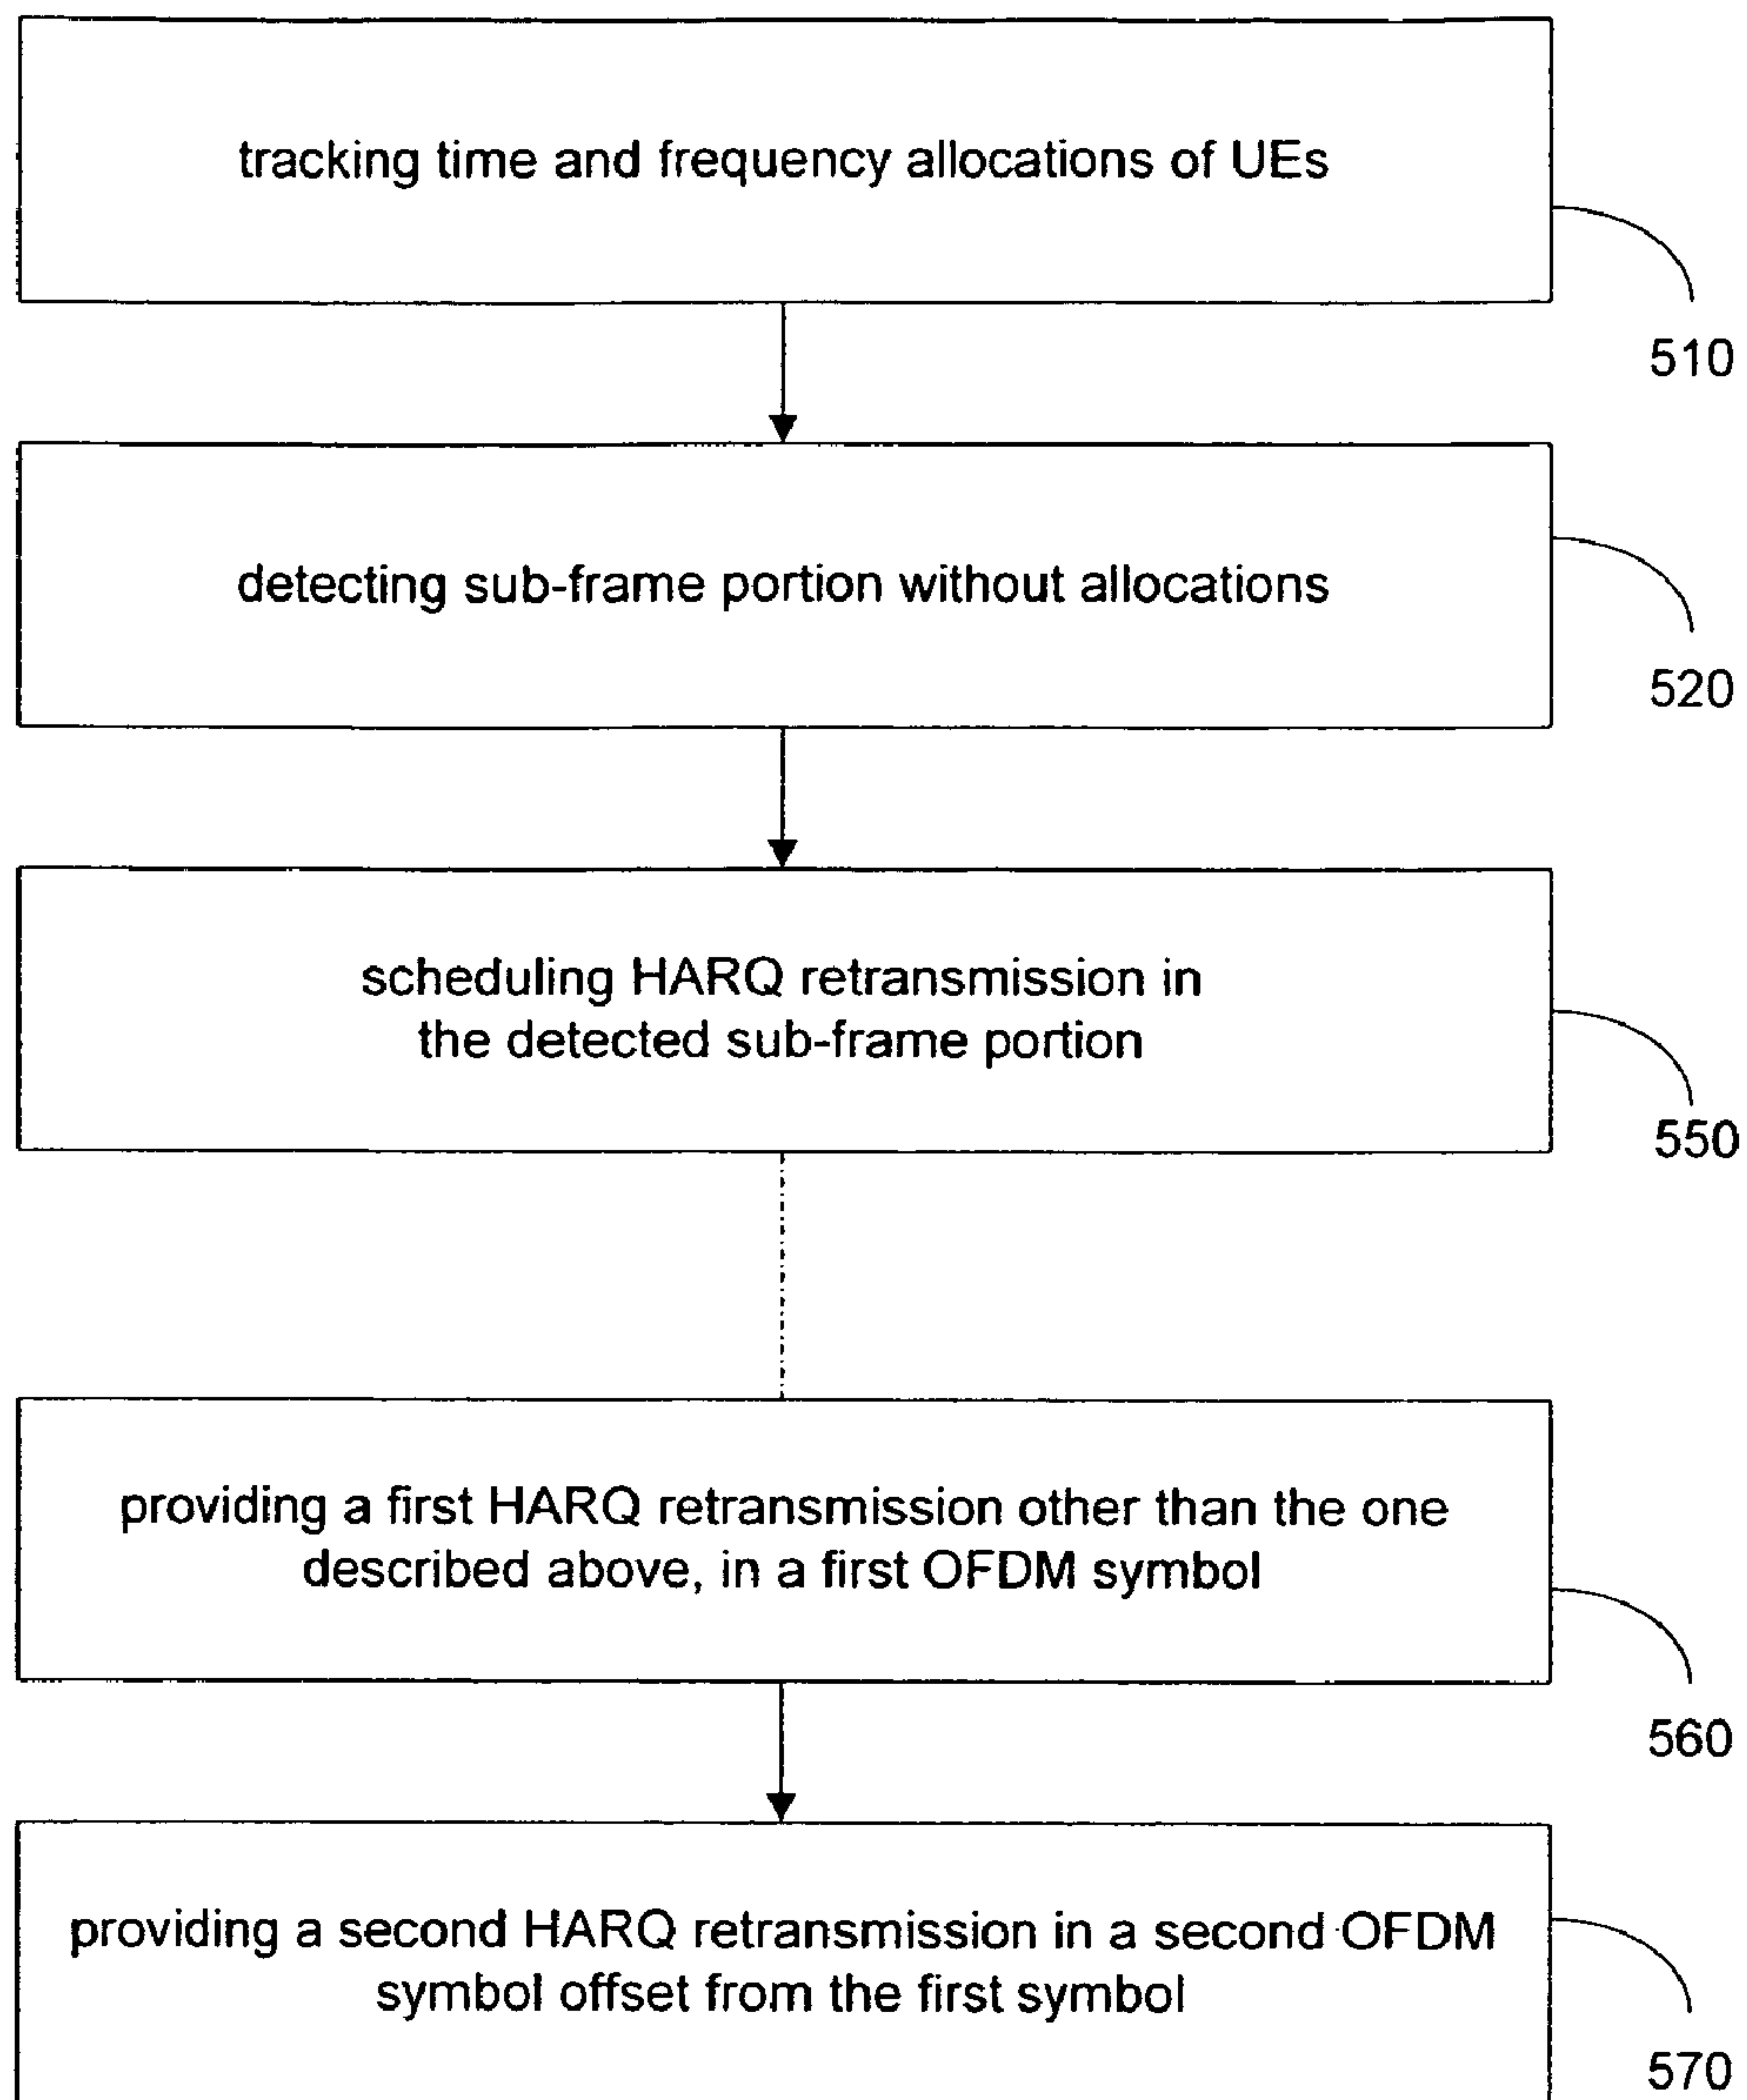 tracking time and frequency allocations of UEs
510
detecting sub-frame portion without allocations
520
scheduling HARQ retransmission in
the detected sub-frame portion
550
providing a first HARQ retransmission other than the one
described above, in a first OFDM symbol
560
providing a second HARQ retransmission in a second OFDM
symbol offset from the first symbol
570